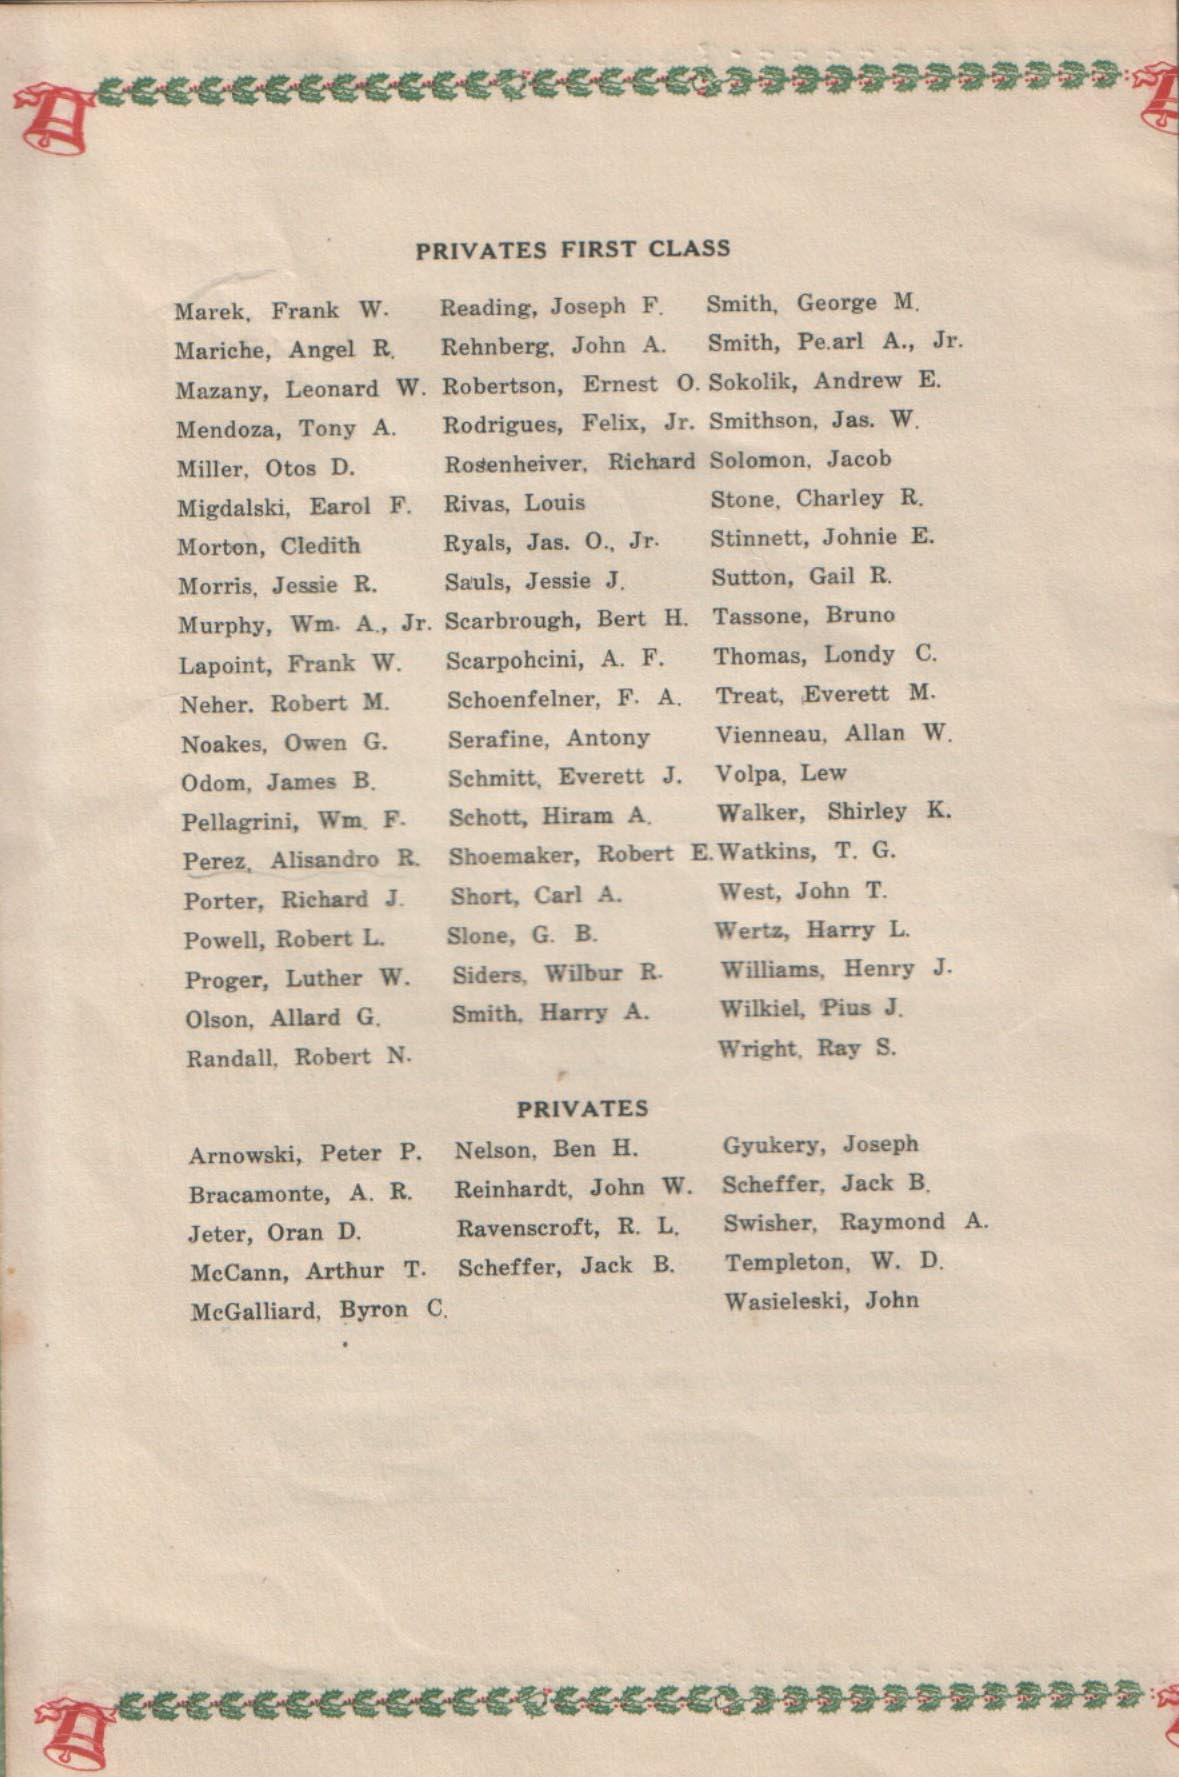 PRIVATES FIRST CLASS
Marek, Frank W.
Mariche, Angel R.
Mazany, Leonard W.
Mendoza, Tony A.
Miller, Otos D.
Migdalski, Earol F.
Morton, Cledith
Morris, Jessie R.
Murphy, Wm. A., Jr.
Lapoint, Frank W.
Neher. Robert M.
Noakes, Owen G.
Odom, James B.
Pellagrini, Wm. F.
Perez, Alisandro R.
Porter, Richard J.
Powell, Robert L.
Proger, Luther W.
Olson, Allard G.
Randall, Robert N.
Reading, Joseph F.
Rehnberg, John A.
Robertson, Ernest O.
Rodrigues, Felix, Jr.
Rosenheiver, Richard
Rivas, Louis
Ryals, Jas. O., Jr.
Sauls, Jessie J.
Scarbrough, Bert H.
Scarpohcini, A. F.
Schoenfelner, F. A.
Serafine, Antony
Schmitt, Everett J.
Schott, Hiram A.
Shoemaker, Robert E.
Short, Carl A.
Slone, G. B.
Siders, Wilbur R.
Smith, Harry A.
Smith, George M.
Smith, Pe.arl A., Jr.
Sokolik, Andrew E.
Smithson, Jas. W.
Solomon, Jacob
Stone, Charley R.
Stinnett, Johnie E.
Sutton, Gail R.
Tassone, Bruno
Thomas, Londy C.
Treat, Everett M.
Vienneau, Allan W.
Volpa, Lew
Walker, Shirley K.
Watkins, T. G.
West, John T.
Wertz, Harry L.
Williams, Henry J.
Wilkiel, Pius J.
Wright, Ray S.
PRIVATES
Arnowski, Peter P.
Bracamonte, A. R.
Jeter, Oran D.
McCann, Arthur T.
McGalliard, Byron C.
Nelson, Ben H.
Reinhardt, John W.
Ravenscroft, R. L.
Scheffer, Jack B.
Gyukery, Joseph
Scheffer, Jack B.
Swisher, Raymond A.
Templeton, W. D.
Wasieleski, John